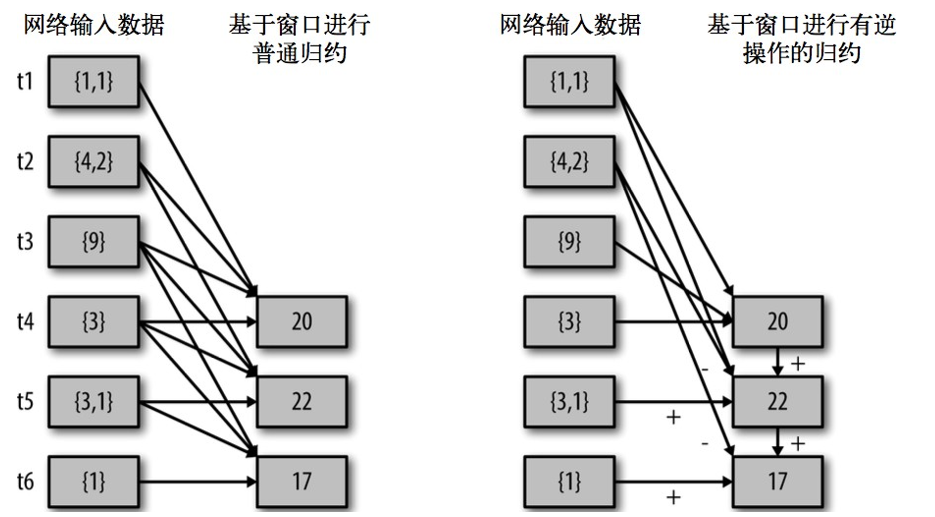 网络输入数据
基于窗口进行
普通归约
t1
{1,1}
t2
{4,2}
t3
{9}
t4
{3}
20
t5
{3,1}
22
t6
{1}
17
网络输入数据
基于窗口进行有逆
操作的归约
{1,1}
{4,2}
{9}
{3}
20
- +
{3,1}
22
+
- +
{1}
17
+